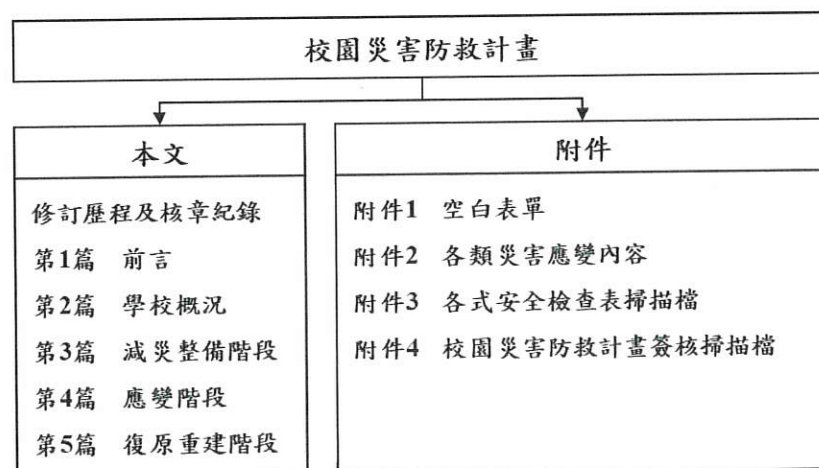 校園災害防救計畫
本文
修訂歷程及核章紀錄
第1篇 前言
第2篇 學校概況
第3篇 減災整備階段
第4篇 應變階段
第5篇 復原重建階段
附件
附件1 空白表單
附件2 各類災害應變內容
附件3 各式安全檢查表掃描檔
附件4 校園災害防救計畫簽核掃描檔